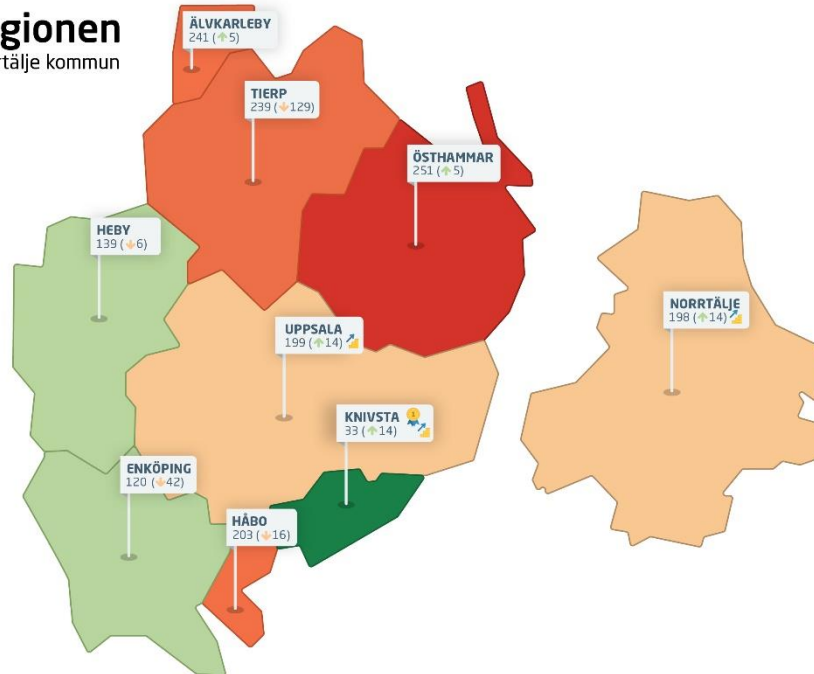 gionen
rtälje kommun
ÄLVKARLEBY
241 (↑5)
TIERP
239 (↓129)
ÖSTHAMMAR
251 (↑5)
HEBY
139 (↓6)
NORRTÄLJE
198 (↑14)
UPPSALA
199 (↑14)
KNIVSTA
33 (↑14)
1
ENKÖPING
120 (↓42)
HÅBO
203 (↓16)